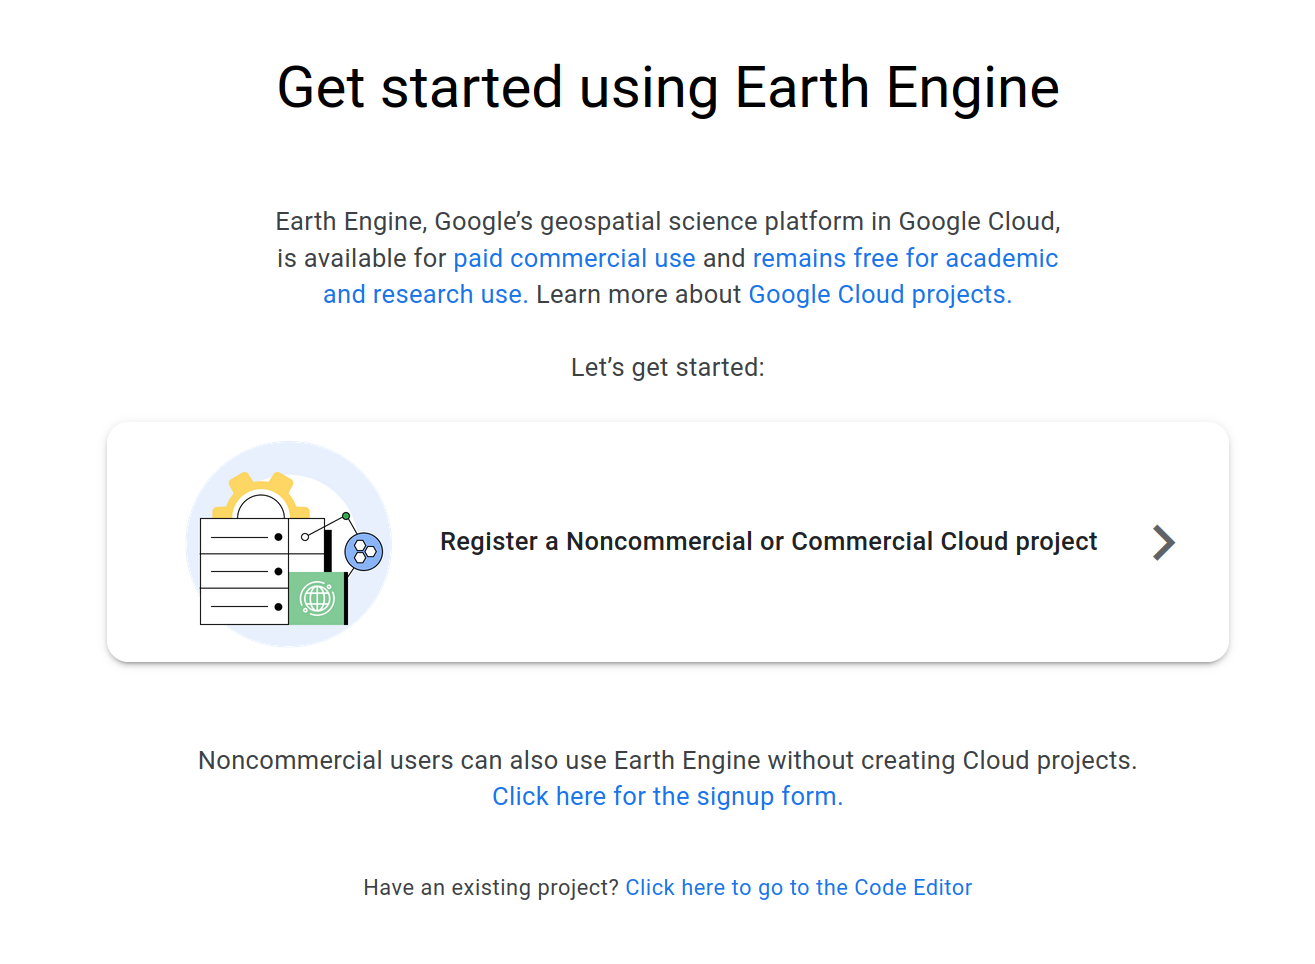 Get started using Earth Engine
Earth Engine, Google’s geospatial science platform in Google Cloud,
is available for paid commercial use and remains free for academic
and research use. Learn more about Google Cloud projects.
Let’s get started:
Register a Noncommercial or Commercial Cloud project
Noncommercial users can also use Earth Engine without creating Cloud projects.
Click here for the signup form.
Have an existing project? Click here to go to the Code Editor